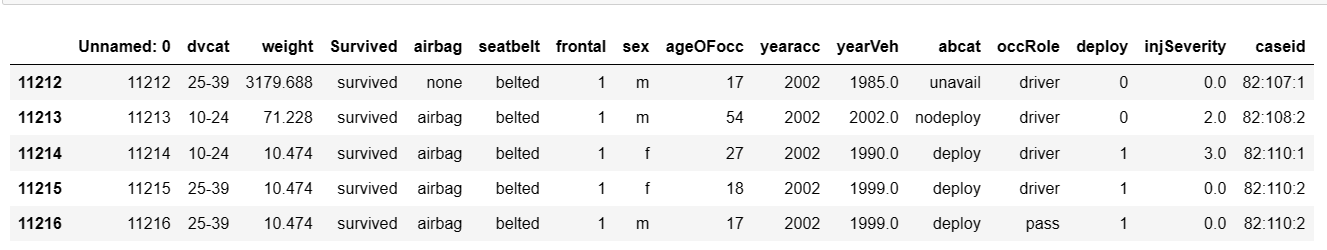 Unnamed: 0 dvcat weight Survived airbag seatbelt frontal sex ageOFocc yearacc yearVeh abcat occRole deploy injSeverity caseid
11212 11212 25-39 3179.688 survived none belted 1 m 17 2002 1985.0 unavail driver 0 0.0 82:107:1
11213 11213 10-24 71.228 survived airbag belted 1 m 54 2002 2002.0 nodeploy driver 0 2.0 82:108:2
11214 11214 10-24 10.474 survived airbag belted 1 f 27 2002 1990.0 deploy driver 1 3.0 82:110:1
11215 11215 25-39 10.474 survived airbag belted 1 f 18 2002 1999.0 deploy driver 1 0.0 82:110:2
11216 11216 25-39 10.474 survived airbag belted 1 m 17 2002 1999.0 deploy pass 1 0.0 82:110:2